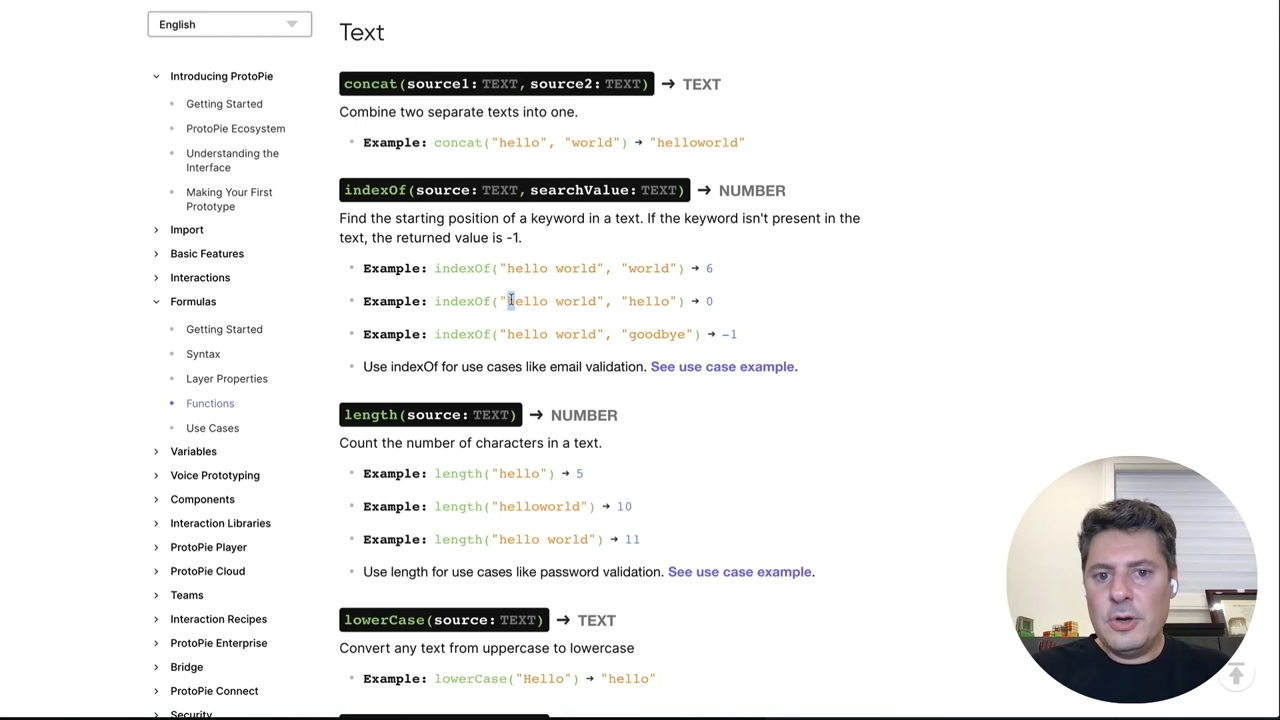 English
Introducing ProtoPie
Getting Started
ProtoPie Ecosystem
Understanding the
Interface
Making Your First
Prototype
Import
Basic Features
Interactions
Formulas
Getting Started
Syntax
Layer Properties
Functions
Use Cases
Variables
Voice Prototyping
Components
Interaction Libraries
ProtoPie Player
ProtoPie Cloud
Teams
Interaction Recipes
ProtoPie Enterprise
Bridge
ProtoPie Connect
Security
Text
concat(source1: TEXT, source2: TEXT) → TEXT
Combine two separate texts into one.
Example: concat("hello", "world") → "helloworld"
indexOf(source: TEXT, searchValue: TEXT) → NUMBER
Find the starting position of a keyword in a text. If the keyword isn't present in the
text, the returned value is -1.
Example: indexOf("hello world", "world") → 6
Example: indexOf("hello world", "hello") → 0
Example: indexOf("hello world", "goodbye") → -1
Use indexOf for use cases like email validation. See use case example.
length(source: TEXT) → NUMBER
Count the number of characters in a text.
Example: length("hello") → 5
Example: length("helloworld") → 10
Example: length("hello world") → 11
Use length for use cases like password validation. See use case example.
lowerCase(source: TEXT) → TEXT
Convert any text from uppercase to lowercase
Example: lowerCase("Hello") → "hello"